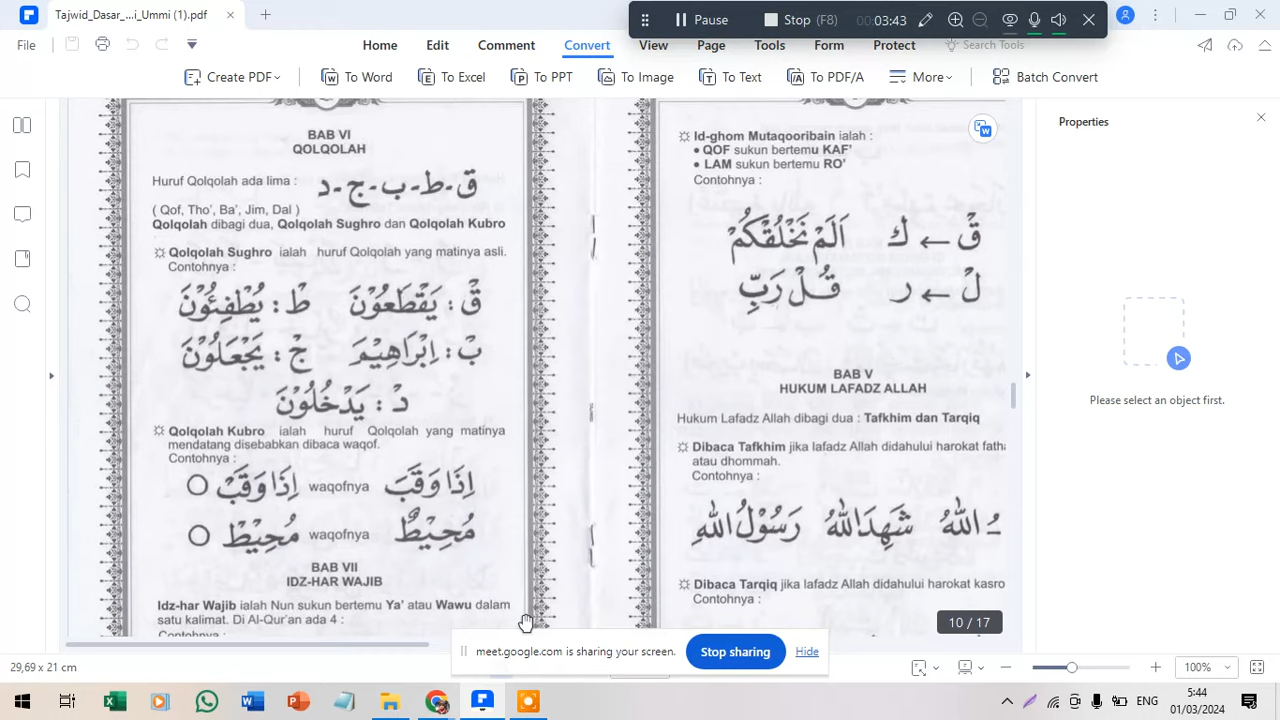 Tajwid_Dasar_...i_Ummi (1).pdf
Pause
Stop (F8)
00:03:43
File
Home
Edit
Comment
Convert
View
Page
Tools
Form
Protect
Search Tools
Create PDF
To Word
To Excel
To PPT
To Image
To Text
To PDF/A
More
Batch Convert
BAB VI
QOLQOLAH
Huruf Qolqolah ada lima : ق - ط - ب - ج - د
( Qof, Tho', Ba', Jim, Dal )
Qolqolah dibagi dua, Qolqolah Sughro dan Qolqolah Kubro
Qolqolah Sughro ialah huruf Qolqolah yang matinya asli.
Contohnya :
قْ : يَقْطَعُوْنَ طْ : يُطْفِئُوْنَ
بْ : اِبْرَاهِيْمَ جْ : يَجْعَلُوْنَ
دْ : يَدْخُلُوْنَ
Qolqolah Kubro ialah huruf Qolqolah yang matinya
mendatang disebabkan dibaca waqof.
Contohnya :
اِذَا وَقَبَ waqofnya اِذَا وَقَبْ
مُحِيْطٌ waqofnya مُحِيْطْ
BAB VII
IDZ-HAR WAJIB
Idz-har Wajib ialah Nun sukun bertemu Ya' atau Wawu dalam
satu kalimat. Di Al-Qur'an ada 4 :
Contohnya :
Id-ghom Mutaqooribain ialah :
• QOF sukun bertemu KAF'
• LAM sukun bertemu RO'
Contohnya :
قْ ← ك اَلَمْ نَخْلُقْكُمْ
لْ ← ر قُلْ رَبِّ
BAB V
HUKUM LAFADZ ALLAH
Hukum Lafadz Allah dibagi dua : Tafkhim dan Tarqiq
Dibaca Tafkhim jika lafadz Allah didahului harokat fath
atau dhommah.
Contohnya :
ـُ اللهُ شَهِدَ اللهُ رَسُوْلُ اللهِ
Dibaca Tarqiq jika lafadz Allah didahului harokat kasro
Contohnya :
10 / 17
Properties
Please select an object first.
meet.google.com is sharing your screen.
Stop sharing
Hide
29,69 x 21 cm
100%
ENG
5:44
01/03/2024